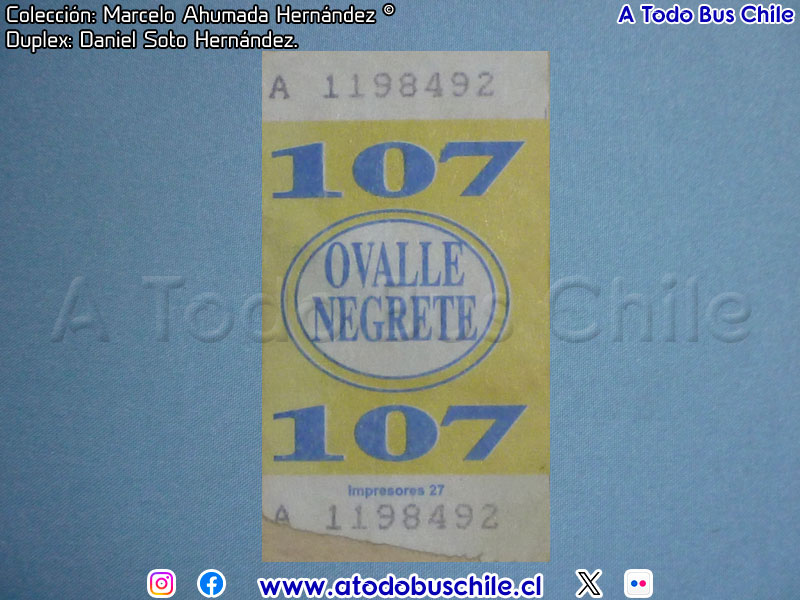 Colección: Marcelo Ahumada Hernández ©
Duplex: Daniel Soto Hernández.
A Todo Bus Chile
A 1198492
107
OVALLE
NEGRETE
A Todo Bus Chile
107
Impresores 27
A 1198492
www.atodobuschile.cl